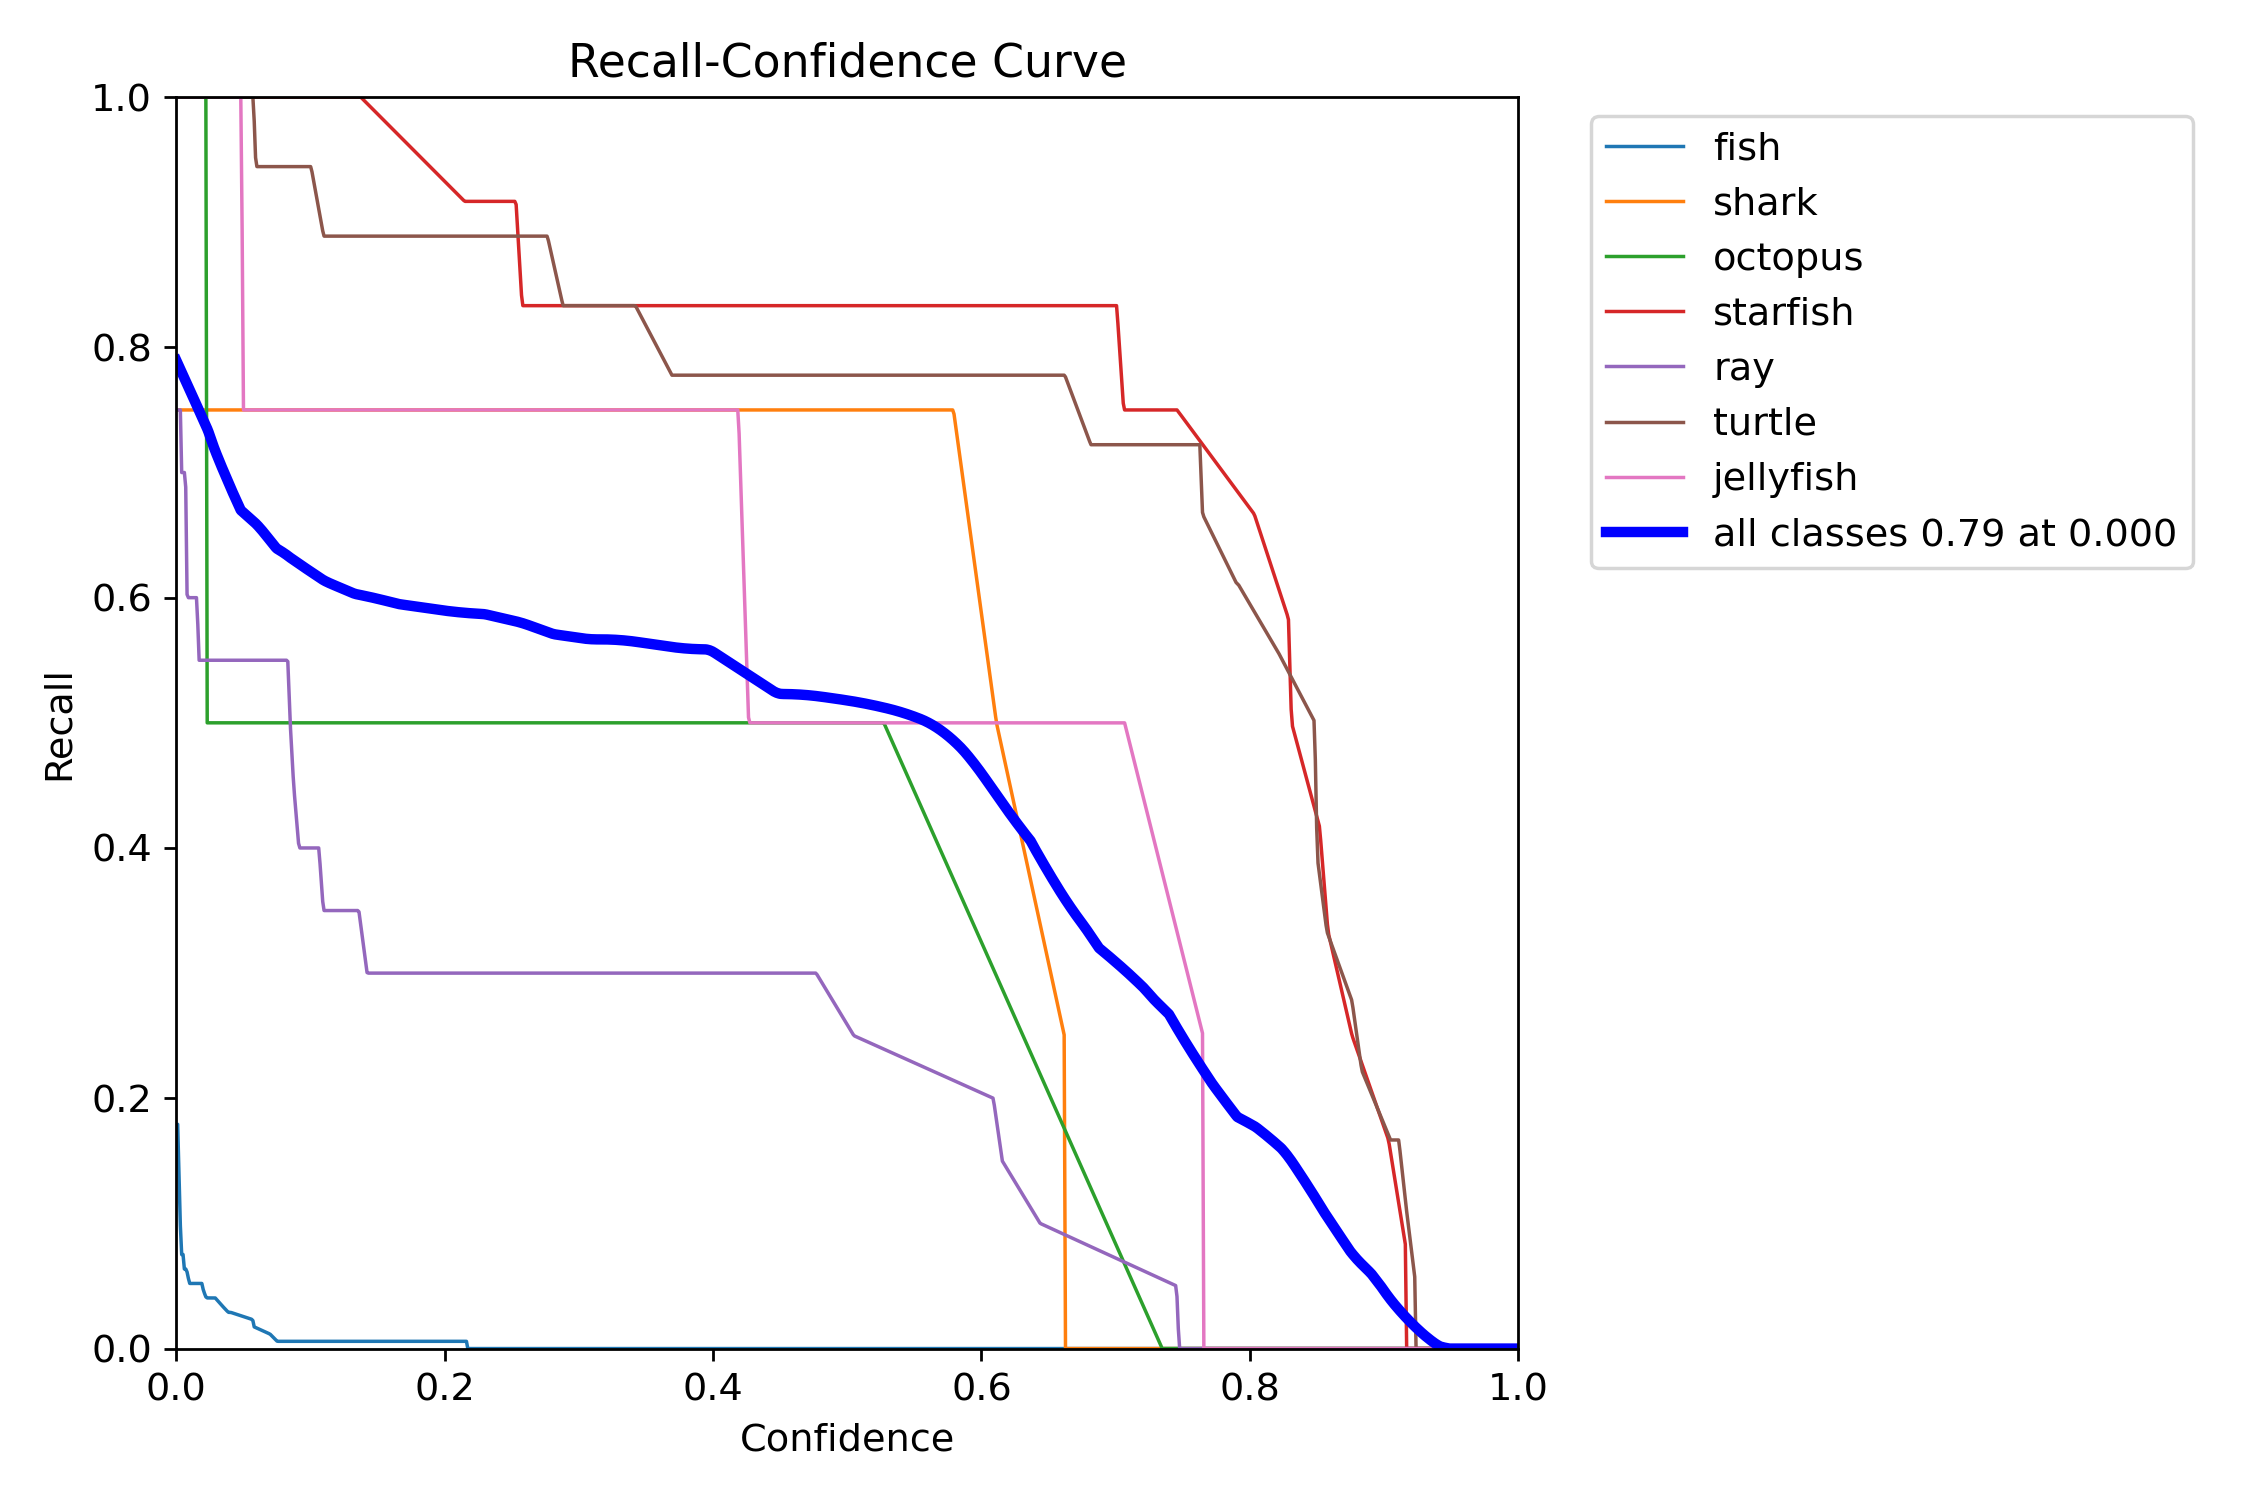 Recall-Confidence Curve
1.0
0.8
0.6
0.4
0.2
0.0
Recall
0.0 0.2 0.4 0.6 0.8 1.0
Confidence
fish
shark
octopus
starfish
ray
turtle
jellyfish
all classes 0.79 at 0.000